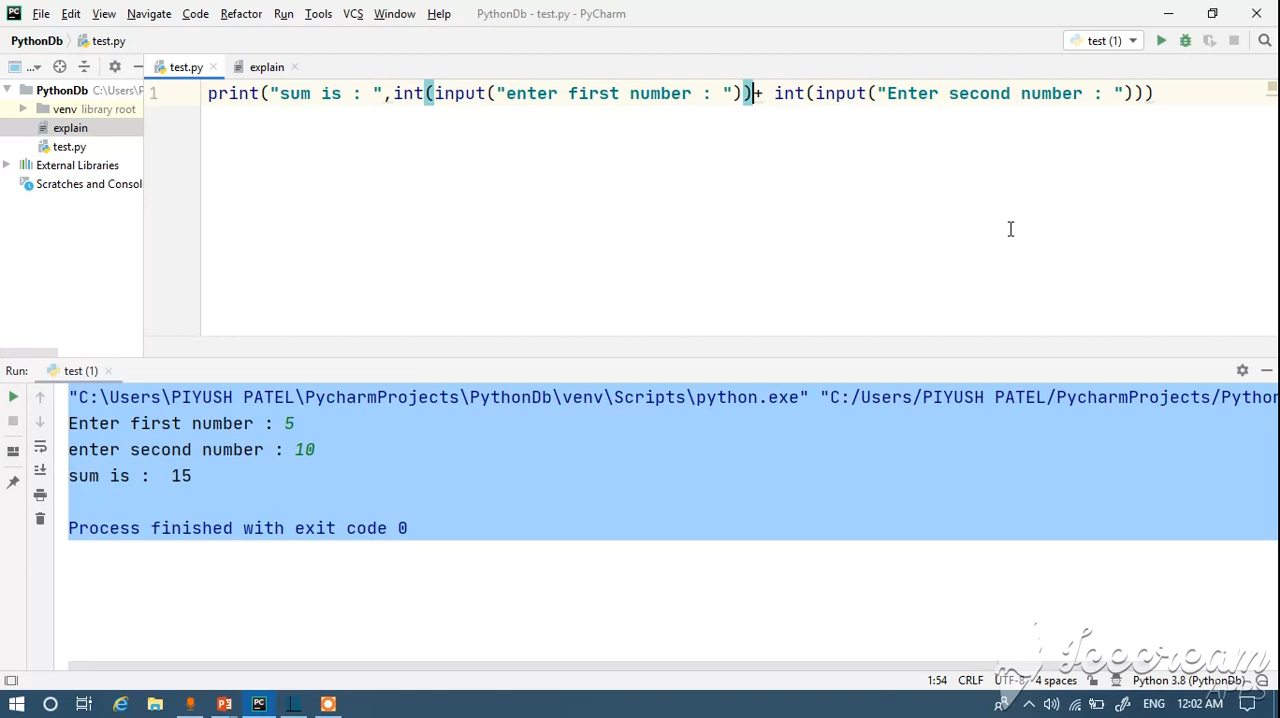 File Edit View Navigate Code Refactor Run Tools VCS Window Help PythonDb - test.py - PyCharm
PythonDb test.py test (1)
... test.py explain
PythonDb C:\Users\P
venv library root
explain
test.py
External Libraries
Scratches and Consol
1 print("sum is : ",int(input("enter first number : "))+ int(input("Enter second number : ")))
Run: test (1)
"C:\Users\PIYUSH PATEL\PycharmProjects\PythonDb\venv\Scripts\python.exe" "C:/Users/PIYUSH PATEL/PycharmProjects/Python
Enter first number : 5
enter second number : 10
sum is :  15
Process finished with exit code 0
Icecream
APPS
1:54 CRLF UTF-8 4 spaces Python 3.8 (PythonDb)
ENG 12:02 AM